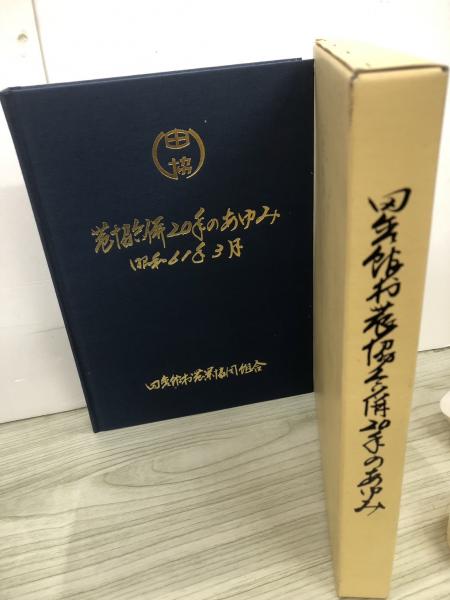 田
協
農協合併20年のあゆみ
昭和61年3月
田舎館村農業協同組合
田舎館村農協合併20年のあゆみ